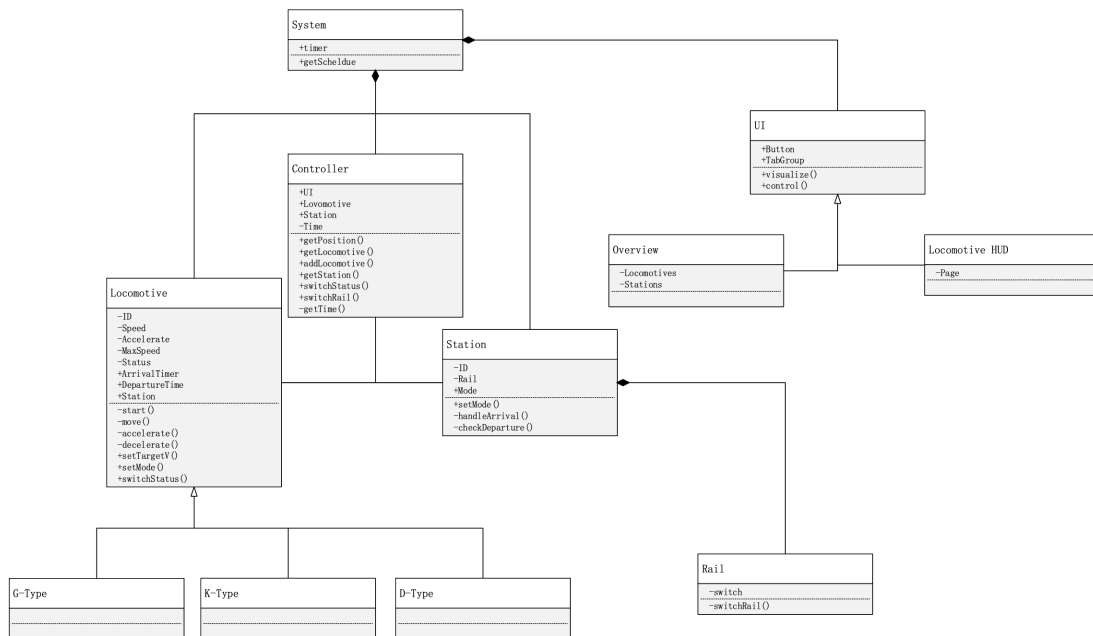 System
+timer
+getScheldue
UI
+Button
+TabGroup
+visualize()
+control()
Controller
+UI
+Lovomotive
+Station
-Time
+getPosition()
+getLocomotive()
+addLocomotive()
+getStation()
+switchStatus()
+switchRail()
-getTime()
Overview
-Locomotives
-Stations
Locomotive HUD
-Page
Locomotive
-ID
-Speed
-Accelerate
-MaxSpeed
-Status
+ArrivalTimer
+DepartureTime
+Station
-start()
-move()
-accelerate()
-decelerate()
+setTargetV()
+setMode()
+switchStatus()
Station
-ID
-Rail
+Mode
+setMode()
-handleArrival()
-checkDeparture()
Rail
-switch
-switchRail()
G-Type
K-Type
D-Type